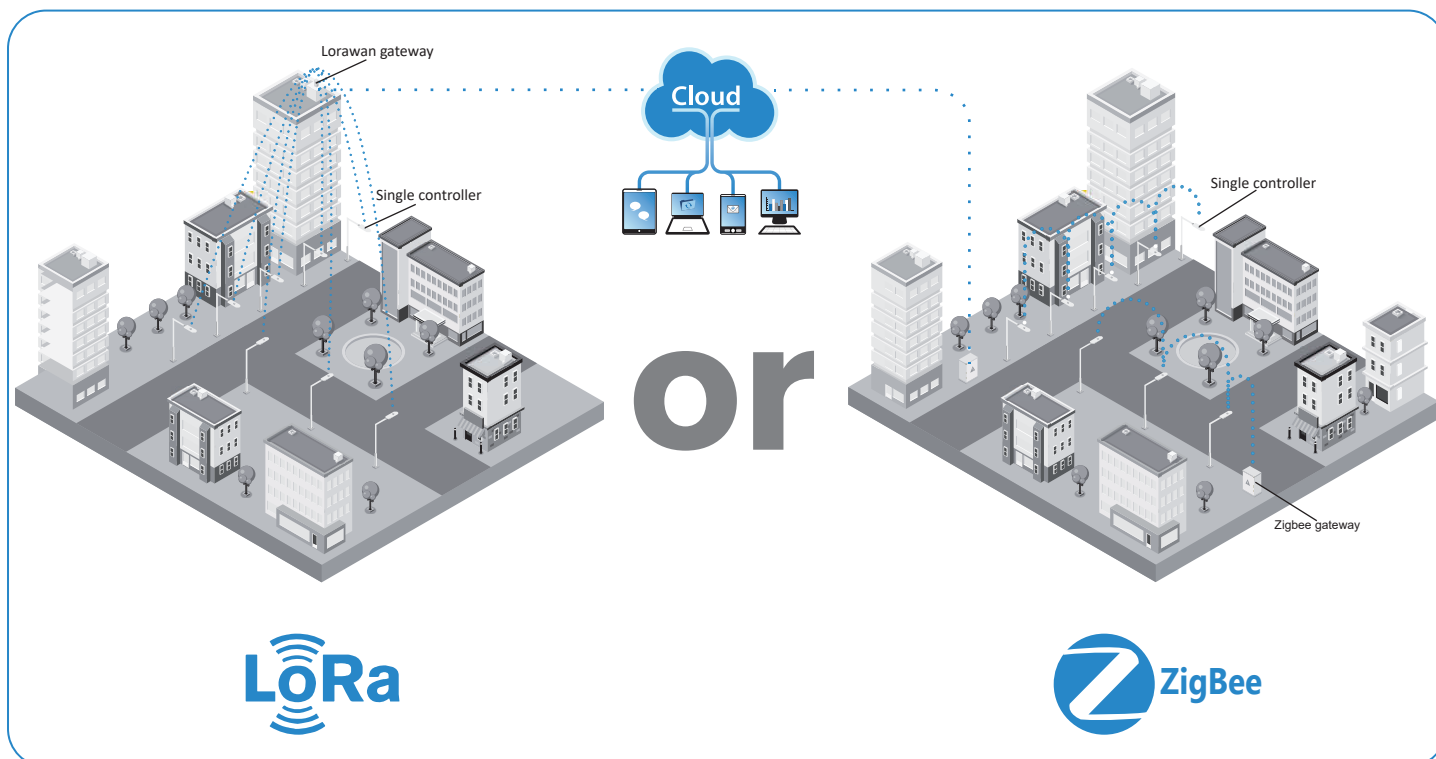 Lorawan gateway
Cloud
Single controller
Single controller
or
Zigbee gateway
LoRa
ZigBee